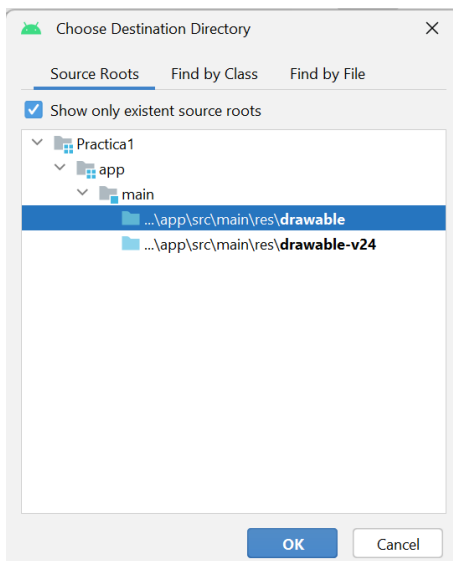 Choose Destination Directory
Source Roots Find by Class Find by File
Show only existent source roots
Practica1
app
main
...\app\src\main\res\drawable
...\app\src\main\res\drawable-v24
OK Cancel